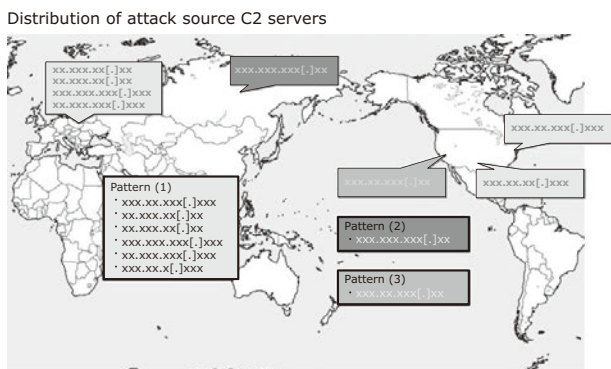 Distribution of attack source C2 servers
xx.xxx.xx[.]xx
xx.xxx.xx[.]xx
xxx.xxx.xxx[.]xxx
xx.xxx.xxx[.]xxx
xxx.xxx.xxx[.]xx
xxx.xx.xxx[.]xxx
xxx.xx.xxx[.]xx
xxx.xx.xx[.]xxx
Pattern (1)
・xxx.xx.xxx[.]xxx
・xx.xxx.xx[.]xx
・xx.xxx.xx[.]xx
・xxx.xxx.xxx[.]xxx
・xx.xxx.xxx[.]xxx
・xxx.xx.x[.]xxx
Pattern (2)
・xxx.xxx.xxx[.]xx
Pattern (3)
・xxx.xx.xxx[.]xx